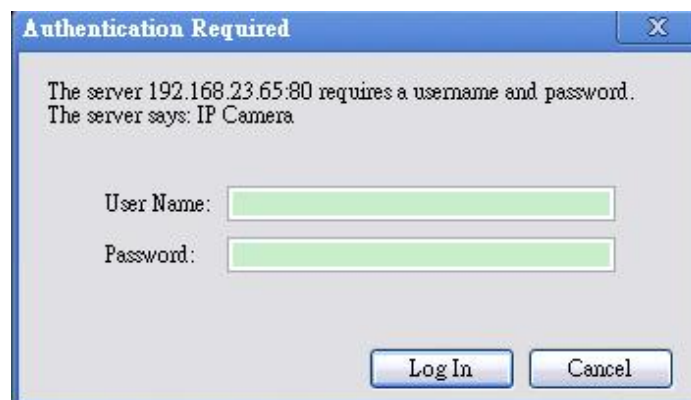 Authentication Required
X
The server 192.168.23.65:80 requires a username and password.
The server says: IP Camera
User Name:
Password:
Log In
Cancel